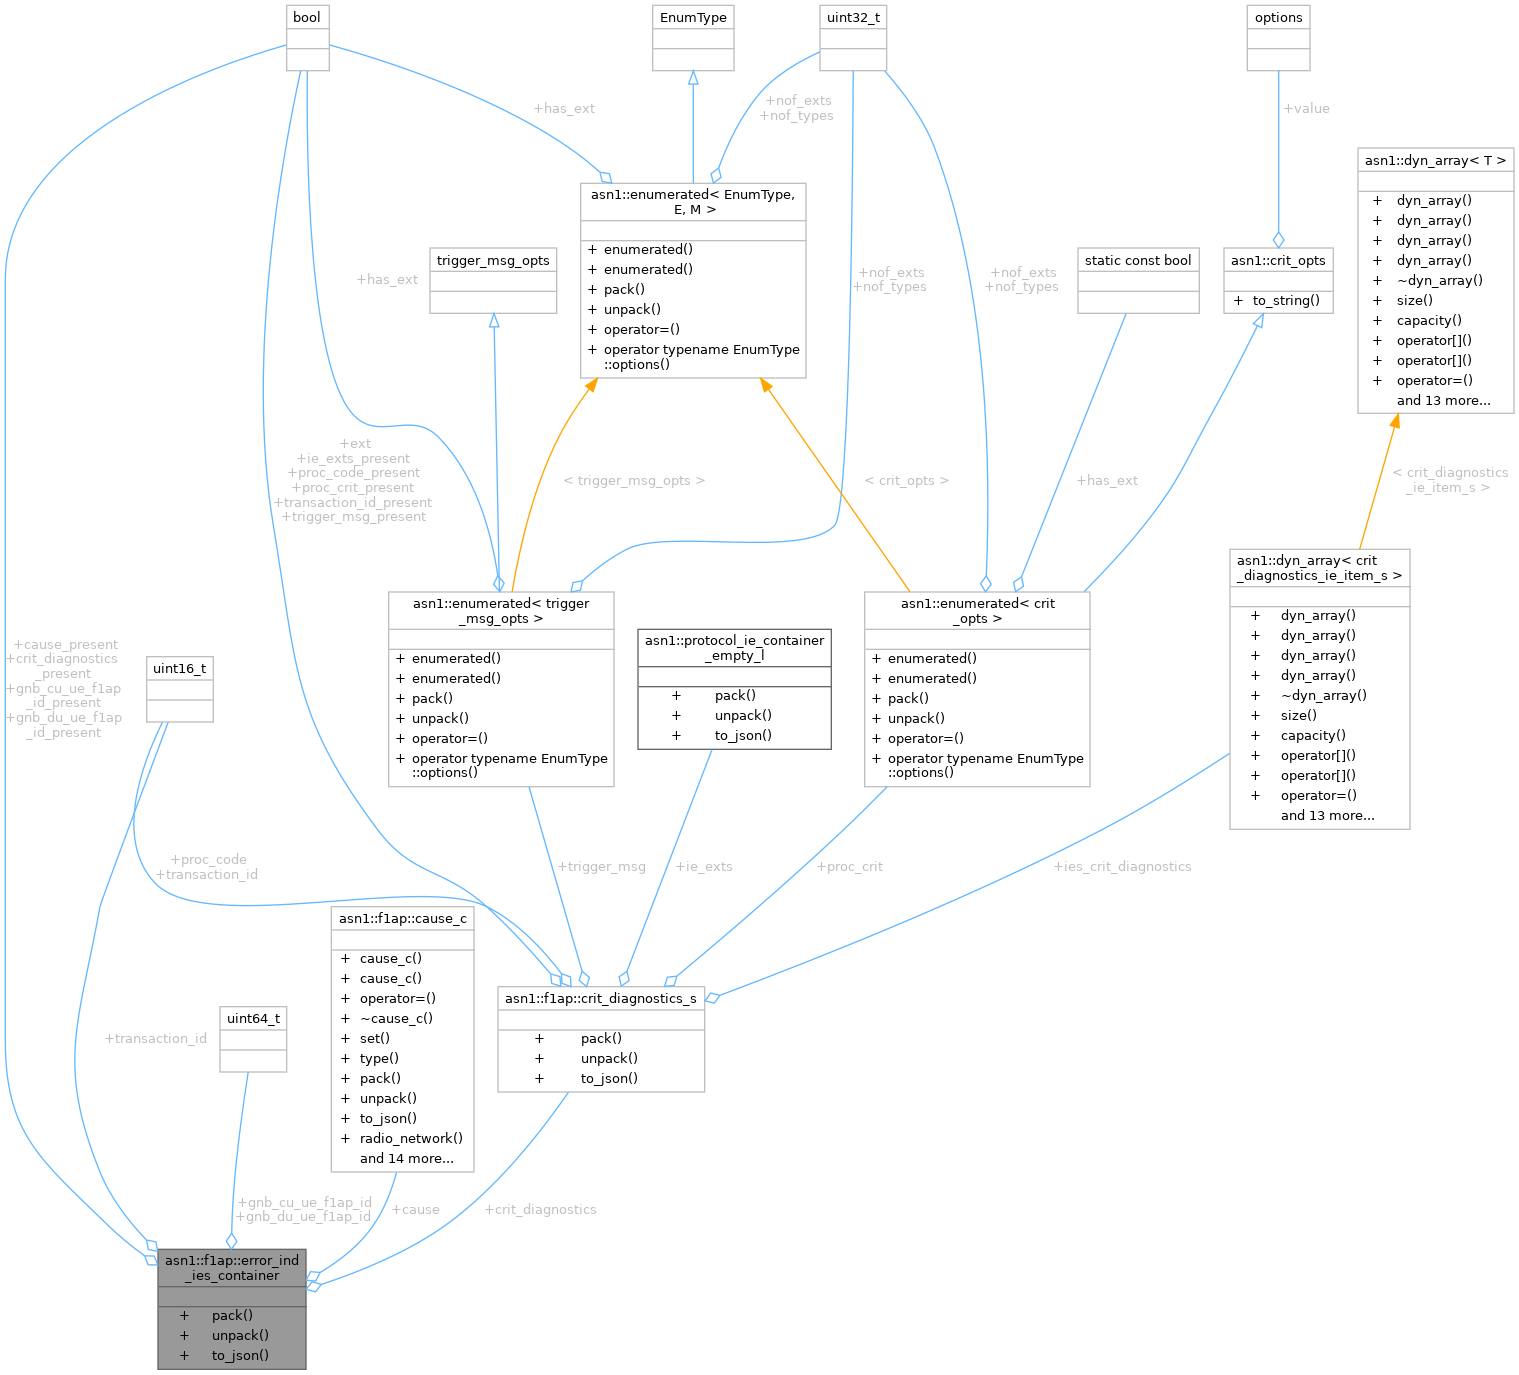 bool
EnumType
uint32_t
options
+has_ext
+nof_exts
+nof_types
+value
asn1::dyn_array< T >
+ dyn_array()
+ dyn_array()
+ dyn_array()
+ dyn_array()
+ ~dyn_array()
+ size()
+ capacity()
+ operator[]()
+ operator[]()
+ operator=()
and 13 more...
asn1::enumerated< EnumType,
E, M >
+ enumerated()
+ enumerated()
+ pack()
+ unpack()
+ operator=()
+ operator typename EnumType
::options()
trigger_msg_opts
+has_ext
+nof_exts
+nof_types
+nof_exts
+nof_types
static const bool
asn1::crit_opts
+ to_string()
+ext
+ie_exts_present
+proc_code_present
+proc_crit_present
+transaction_id_present
+trigger_msg_present
< trigger_msg_opts >
< crit_opts >
+has_ext
< crit_diagnostics
_ie_item_s >
asn1::dyn_array< crit
_diagnostics_ie_item_s >
+ dyn_array()
+ dyn_array()
+ dyn_array()
+ dyn_array()
+ ~dyn_array()
+ size()
+ capacity()
+ operator[]()
+ operator[]()
+ operator=()
and 13 more...
asn1::enumerated< trigger
_msg_opts >
+ enumerated()
+ enumerated()
+ pack()
+ unpack()
+ operator=()
+ operator typename EnumType
::options()
asn1::protocol_ie_container
_empty_l
+ pack()
+ unpack()
+ to_json()
asn1::enumerated< crit
_opts >
+ enumerated()
+ enumerated()
+ pack()
+ unpack()
+ operator=()
+ operator typename EnumType
::options()
+cause_present
+crit_diagnostics
_present
+gnb_cu_ue_f1ap
_id_present
+gnb_du_ue_f1ap
_id_present
uint16_t
+proc_code
+transaction_id
+trigger_msg
+ie_exts
+proc_crit
+ies_crit_diagnostics
asn1::f1ap::cause_c
+ cause_c()
+ cause_c()
+ operator=()
+ ~cause_c()
+ set()
+ type()
+ pack()
+ unpack()
+ to_json()
+ radio_network()
and 14 more...
asn1::f1ap::crit_diagnostics_s
+ pack()
+ unpack()
+ to_json()
uint64_t
+transaction_id
+gnb_cu_ue_f1ap_id
+gnb_du_ue_f1ap_id
+cause
+crit_diagnostics
asn1::f1ap::error_ind
_ies_container
+ pack()
+ unpack()
+ to_json()